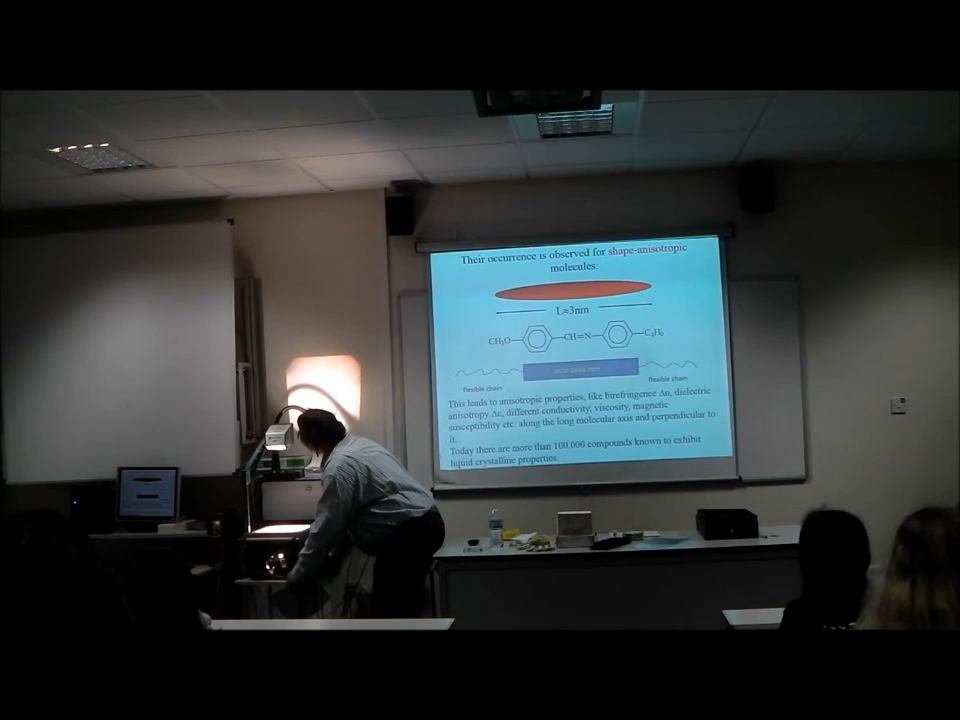 Their occurrence is observed for shape-anisotropic
molecules:
L≈3nm
CH₃O CH=N C₄H₉
flexible chain
flexible chain
This leads to anisotropic properties, like birefringence Δn, dielectric
anisotropy Δε, different conductivity, viscosity, magnetic
susceptibility etc. along the long molecular axis and perpendicular to
it.
Today there are more than 100.000 compounds known to exhibit
liquid crystalline properties.